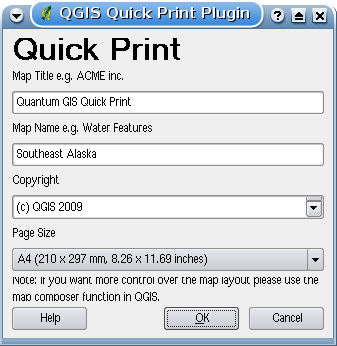 QGIS Quick Print Plugin
Quick Print
Map Title e.g. ACME inc.
Quantum GIS Quick Print
Map Name e.g. Water Features
Southeast Alaska
Copyright
(c) QGIS 2009
Page Size
A4 (210 x 297 mm, 8.26 x 11.69 inches)
Note: If you want more control over the map layout please use the
map composer function in QGIS.
Help OK Cancel